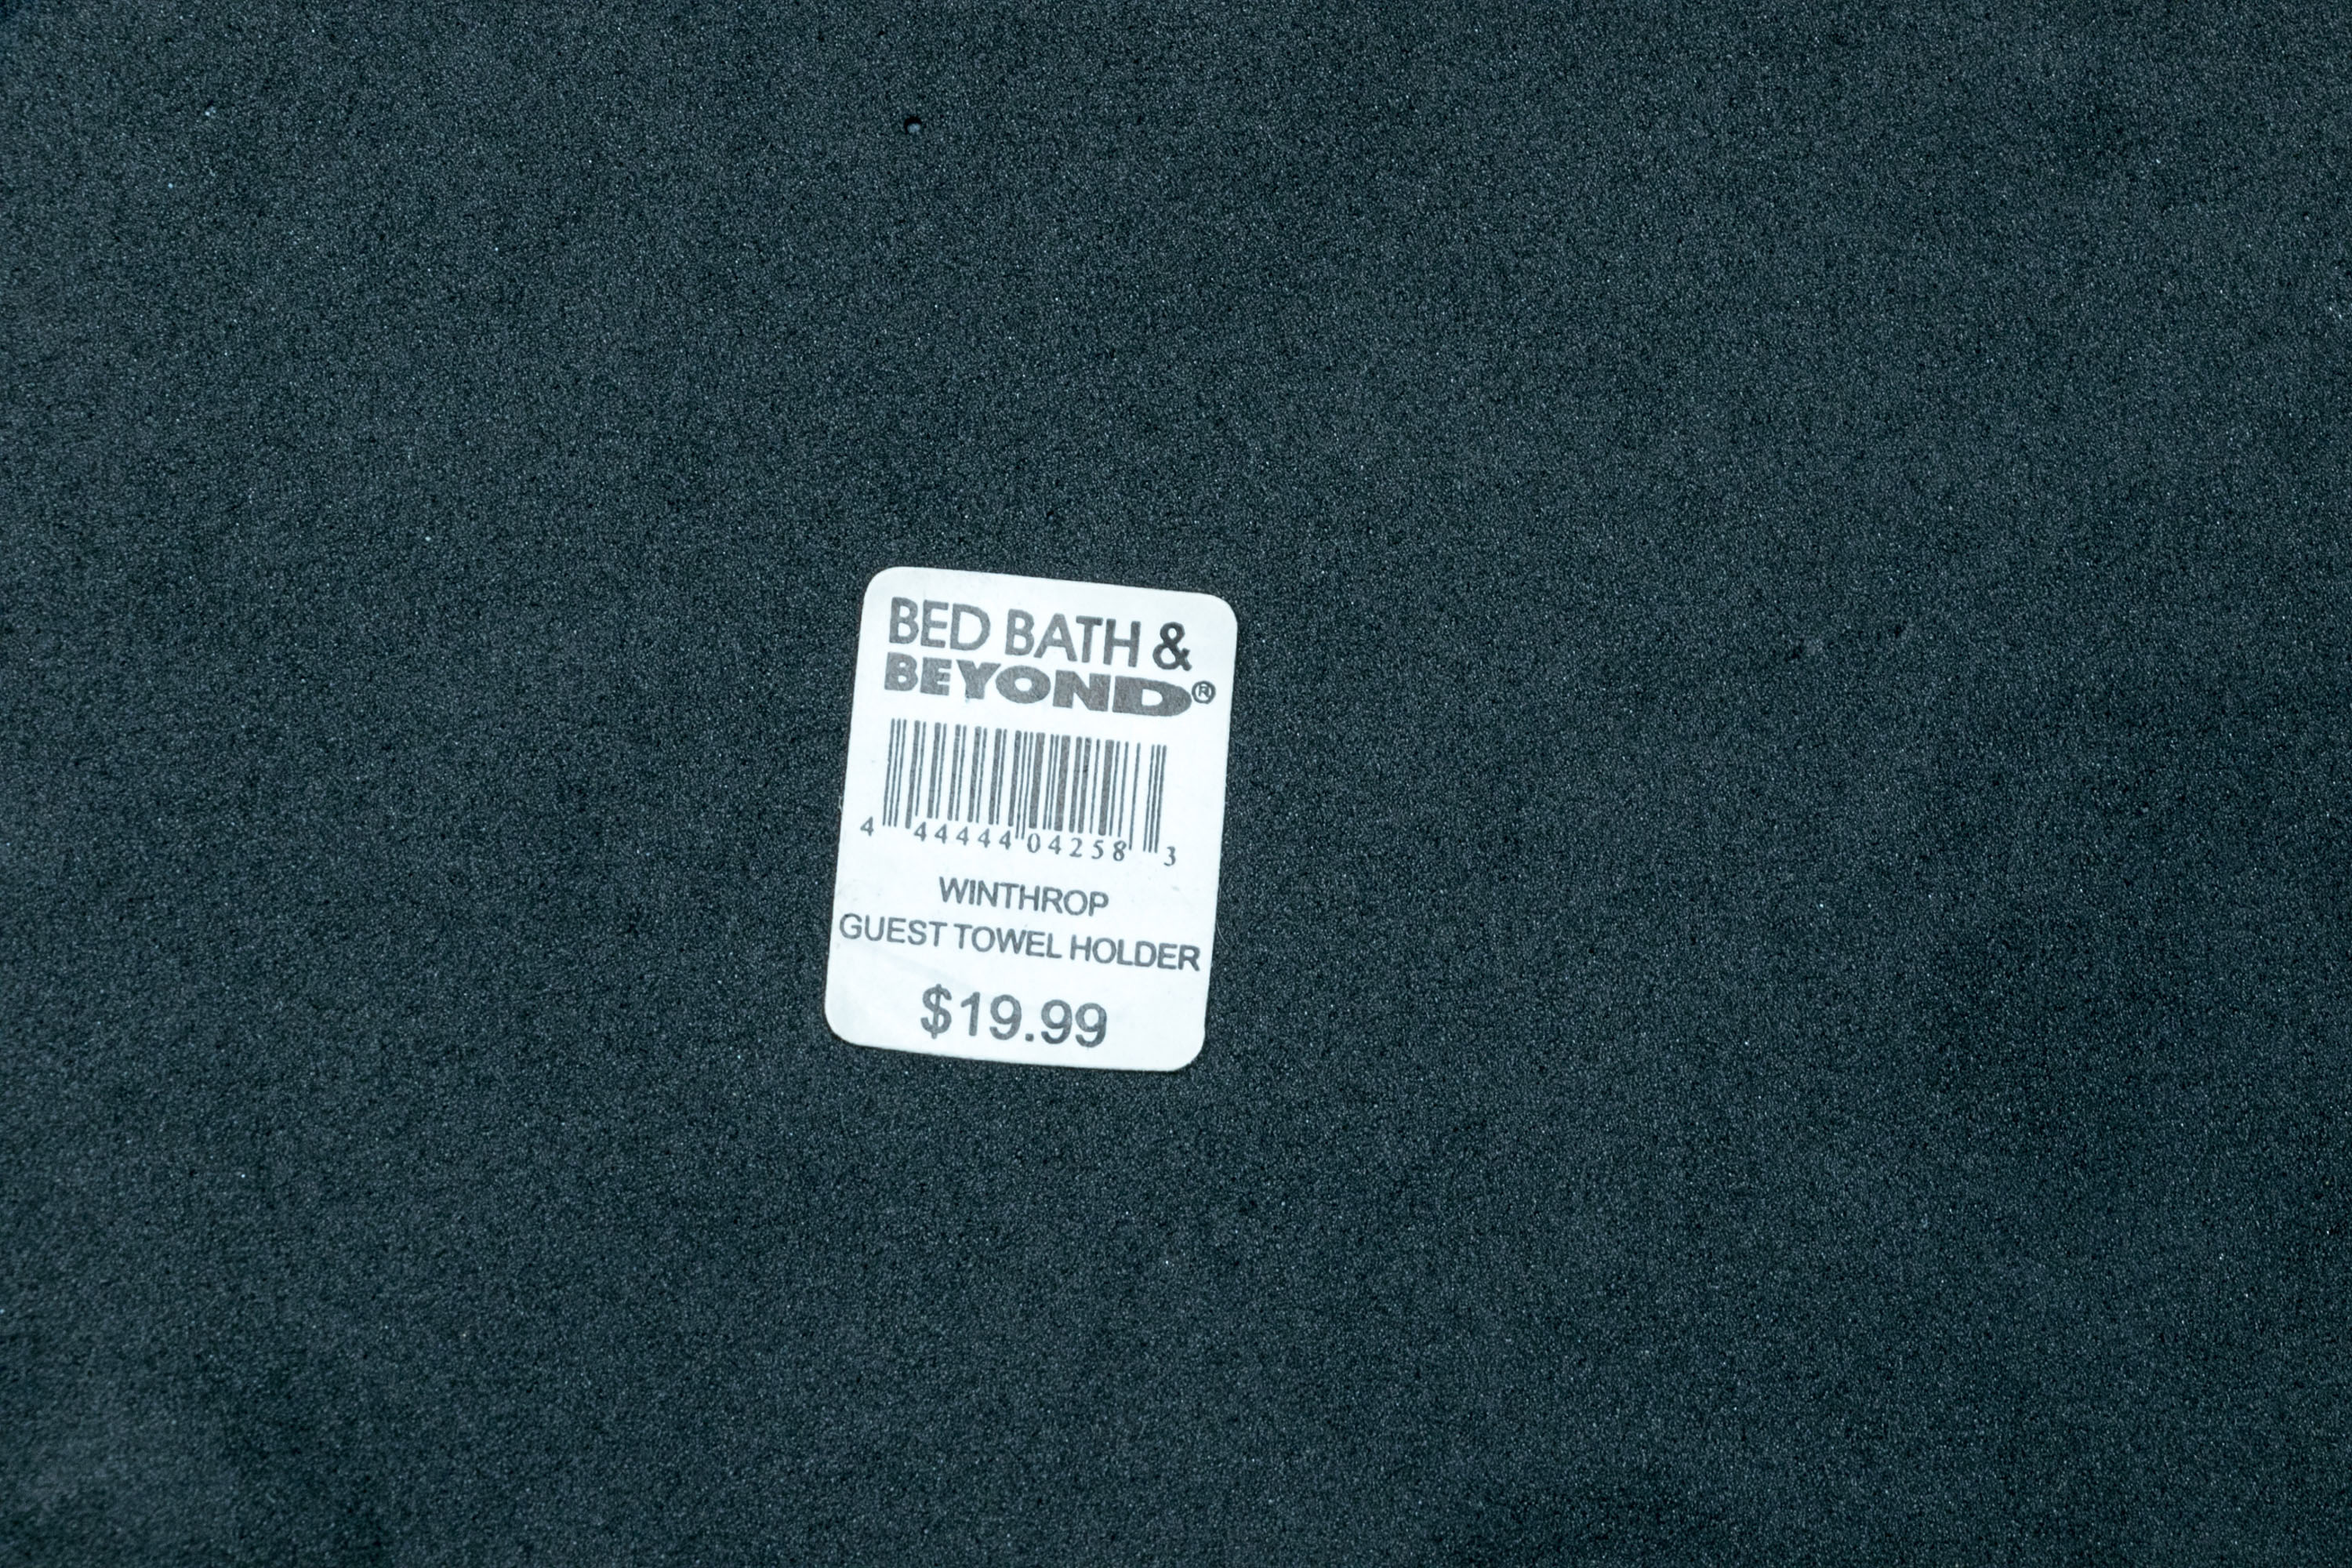 BED BATH &
BEYOND®
4 44444 04258 3
WINTHROP
GUEST TOWEL HOLDER
$19.99